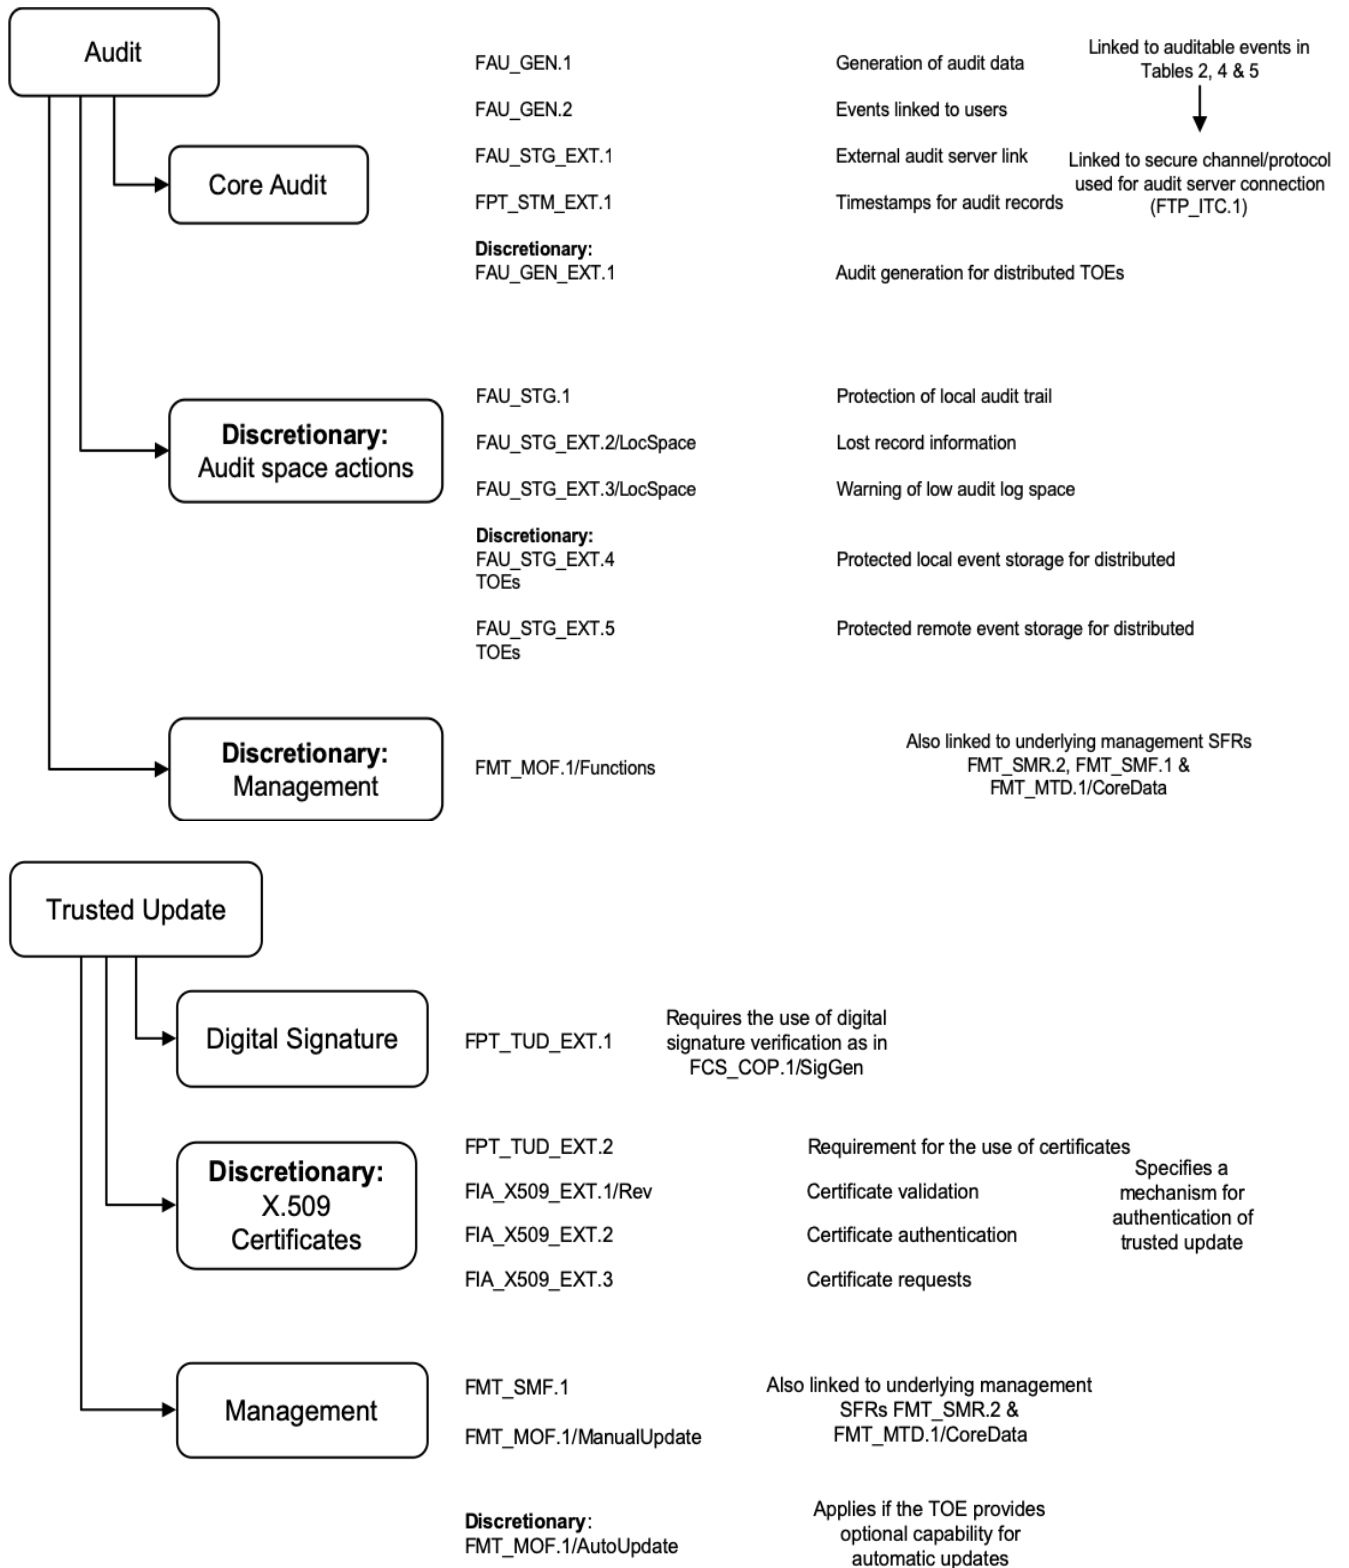 Audit
FAU_GEN.1
Generation of audit data
Linked to auditable events in
Tables 2, 4 & 5
FAU_GEN.2
Events linked to users
Core Audit
FAU_STG_EXT.1
External audit server link
Linked to secure channel/protocol
used for audit server connection
(FTP_ITC.1)
FPT_STM_EXT.1
Timestamps for audit records
Discretionary:
FAU_GEN_EXT.1
Audit generation for distributed TOEs
Discretionary:
Audit space actions
FAU_STG.1
Protection of local audit trail
FAU_STG_EXT.2/LocSpace
Lost record information
FAU_STG_EXT.3/LocSpace
Warning of low audit log space
Discretionary:
FAU_STG_EXT.4
Protected local event storage for distributed
TOEs
FAU_STG_EXT.5
Protected remote event storage for distributed
TOEs
Discretionary:
Management
FMT_MOF.1/Functions
Also linked to underlying management SFRs
FMT_SMR.2, FMT_SMF.1 &
FMT_MTD.1/CoreData
Trusted Update
Digital Signature
FPT_TUD_EXT.1
Requires the use of digital
signature verification as in
FCS_COP.1/SigGen
Discretionary:
X.509
Certificates
FPT_TUD_EXT.2
Requirement for the use of certificates
FIA_X509_EXT.1/Rev
Certificate validation
FIA_X509_EXT.2
Certificate authentication
FIA_X509_EXT.3
Certificate requests
Specifies a
mechanism for
authentication of
trusted update
Management
FMT_SMF.1
FMT_MOF.1/ManualUpdate
Also linked to underlying management
SFRs FMT_SMR.2 &
FMT_MTD.1/CoreData
Discretionary:
FMT_MOF.1/AutoUpdate
Applies if the TOE provides
optional capability for
automatic updates